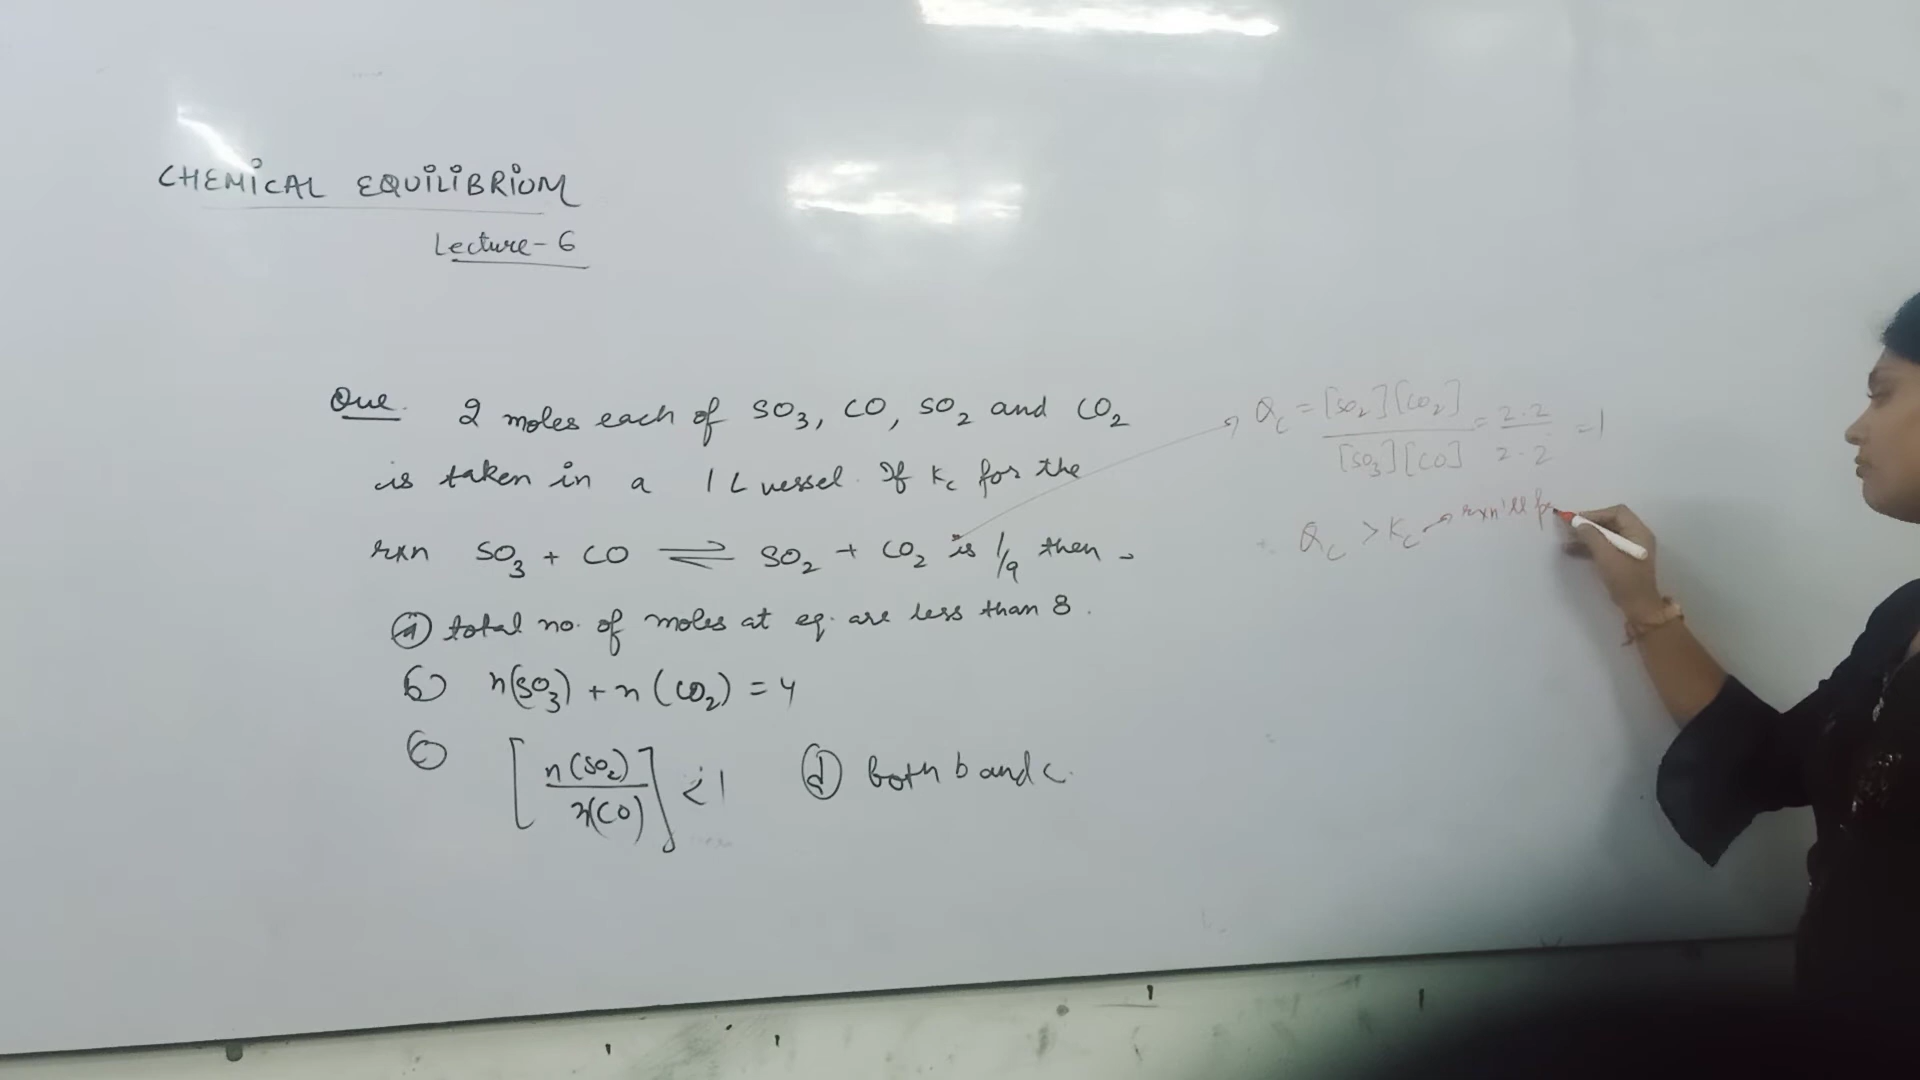 CHEMICAL EQUILIBRIUM
Lecture-6
Que. 2 moles each of SO₃, CO, SO₂ and CO₂
is taken in a 1 L vessel. If Kc for the
rxn SO₃ + CO ⇌ SO₂ + CO₂ is 1/9 then -
(a) total no. of moles at eq. are less than 8.
(b) n(SO₃) + n(CO₂) = 4
(c) [n(SO₂)/n(CO)] < 1 (d) both b and c.
Qc = [SO₂][CO₂]/[SO₃][CO] = 2.2/2.2 = 1
Qc > Kc → rxn'll